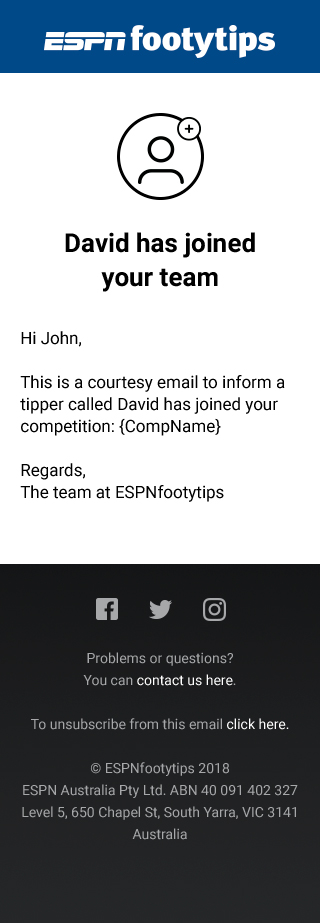 ESPN footytips
David has joined
your team
Hi John,
This is a courtesy email to inform a
tipper called David has joined your
competition: {CompName}
Regards,
The team at ESPNfootytips
Problems or questions?
You can contact us here.
To unsubscribe from this email click here.
© ESPNfootytips 2018
ESPN Australia Pty Ltd. ABN 40 091 402 327
Level 5, 650 Chapel St, South Yarra, VIC 3141
Australia